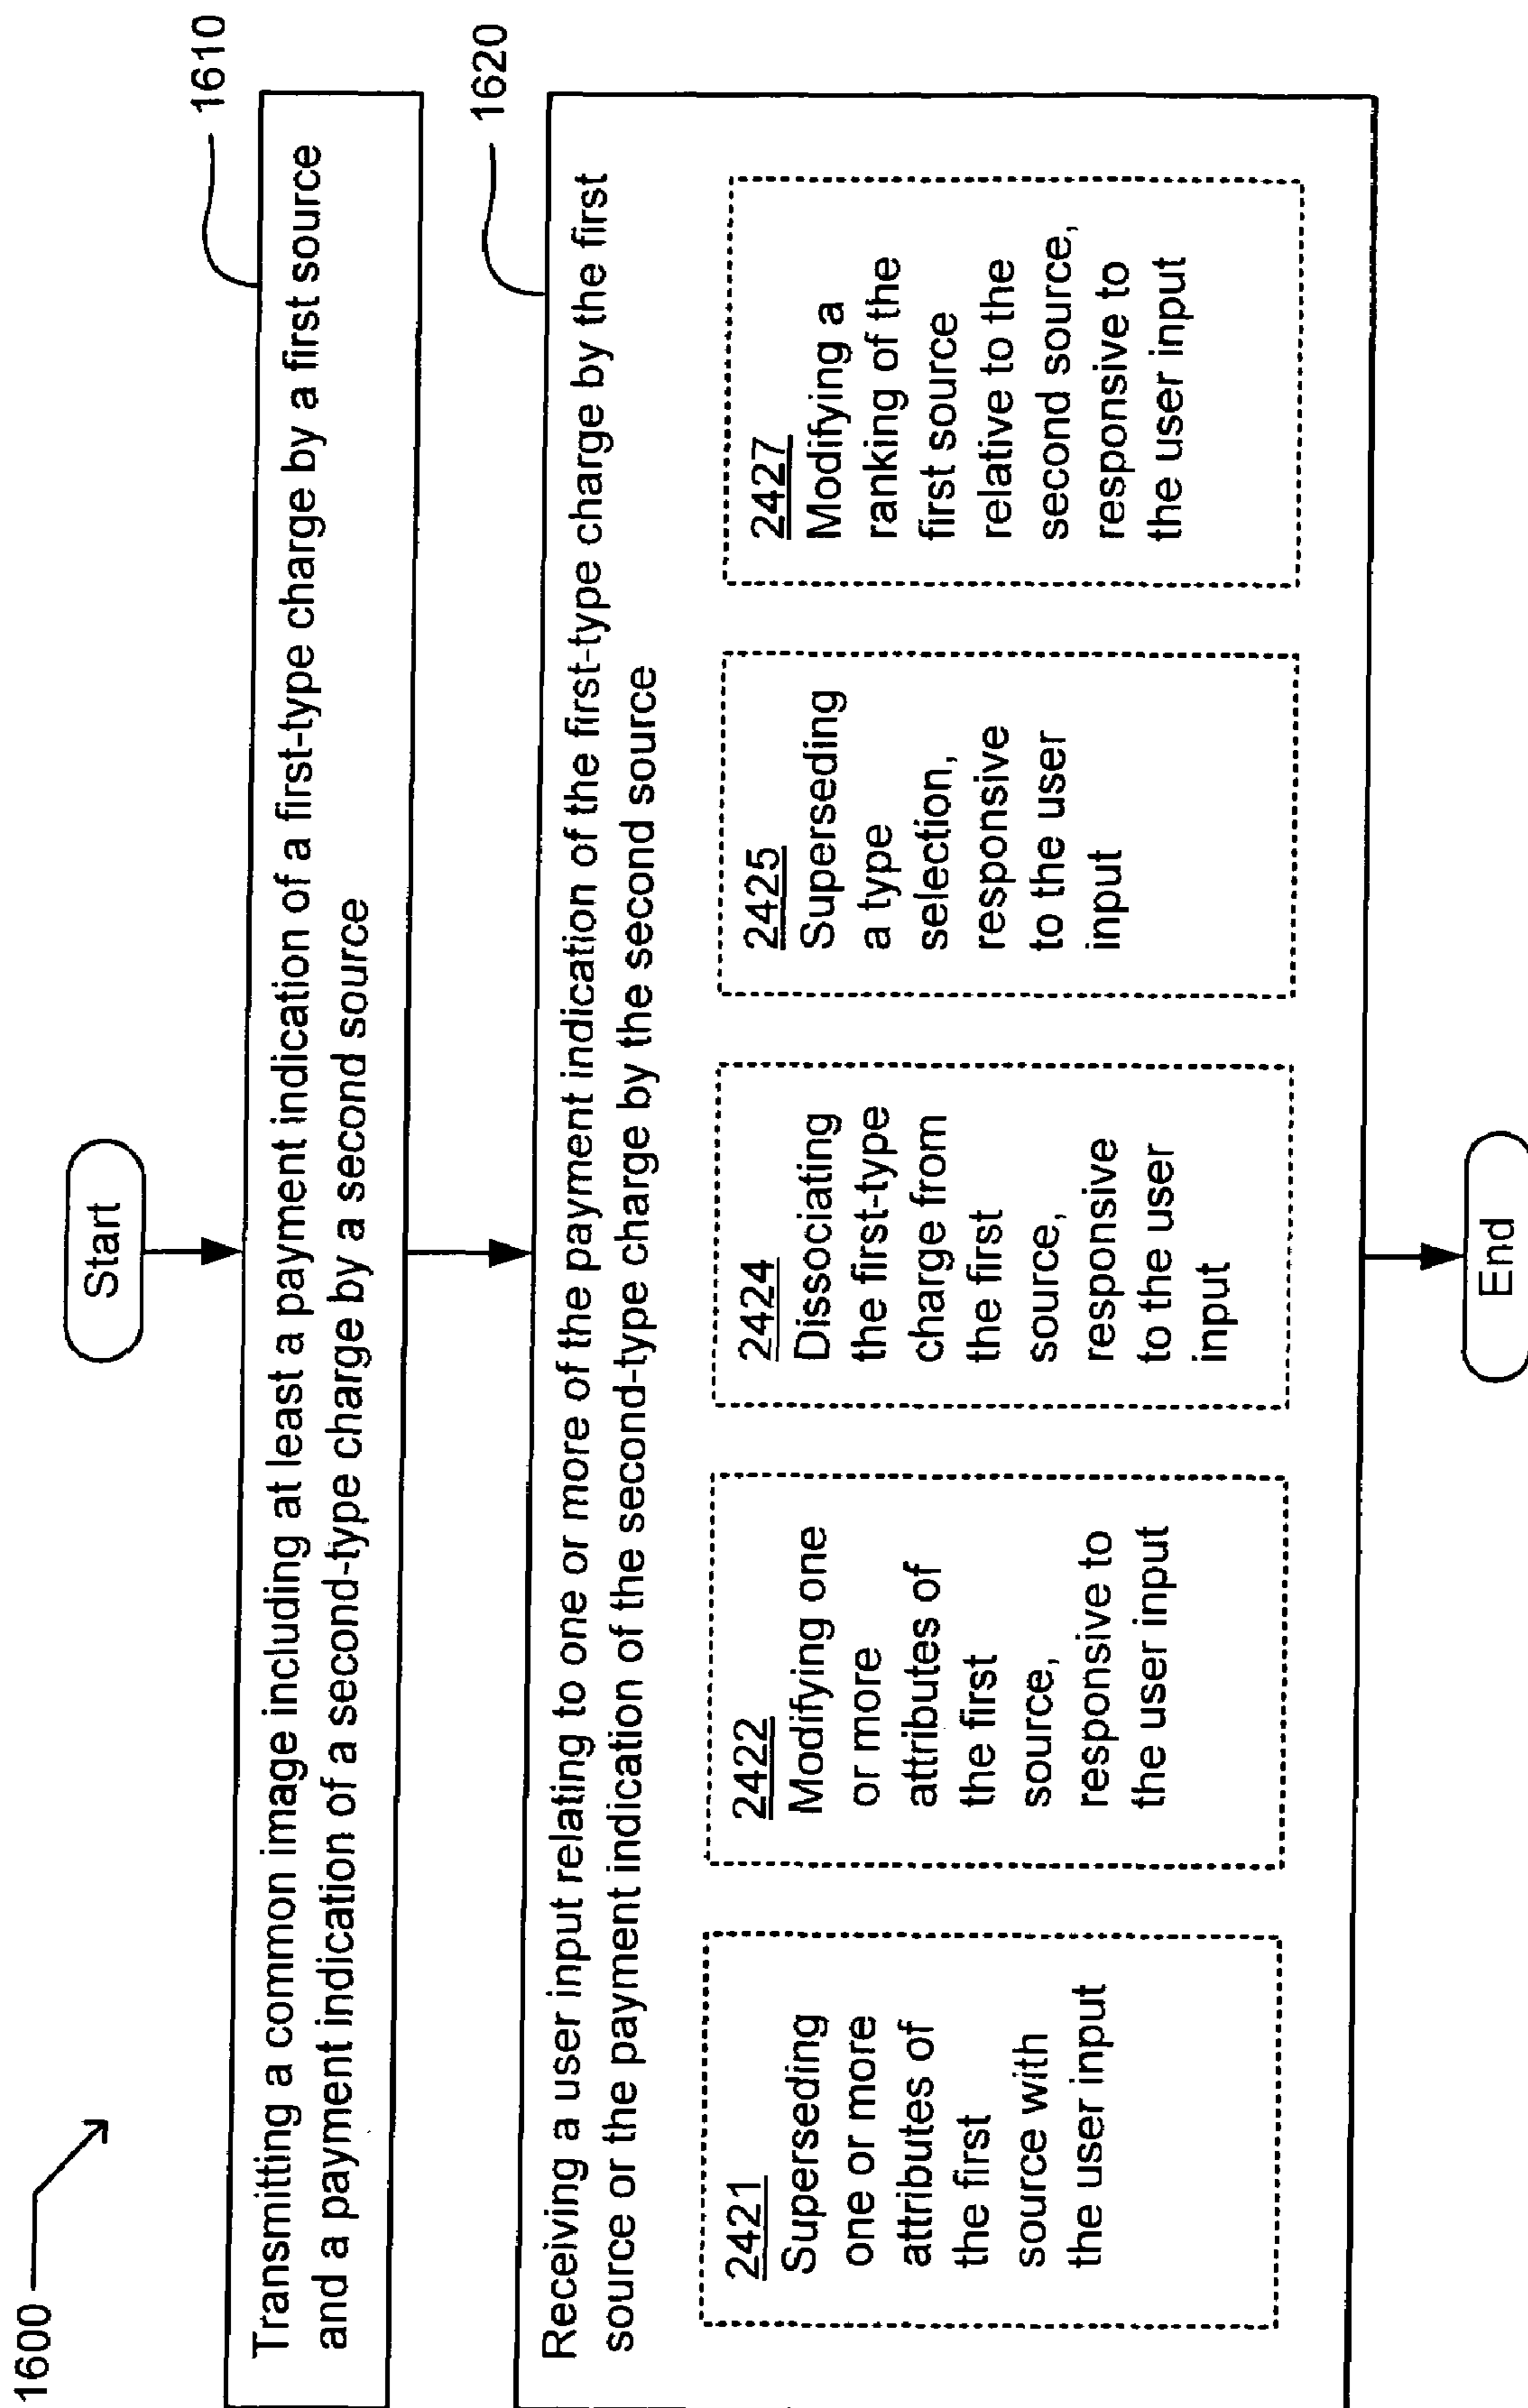 1600
Start
1610
Transmitting a common image including at least a payment indication of a first-type charge by a first source
and a payment indication of a second-type charge by a second source
1620
Receiving a user input relating to one or more of the payment indication of the first-type charge by the first
source or the payment indication of the second-type charge by the second source
2421
Superseding
one or more
attributes of
the first
source with
the user input
2422
Modifying one
or more
attributes of
the first
source,
responsive to
the user input
2424
Dissociating
the first-type
charge from
the first
source,
responsive
to the user
input
2425
Superseding
a type
selection,
responsive
to the user
input
2427
Modifying a
ranking of the
first source
relative to the
second source,
responsive to
the user input
End